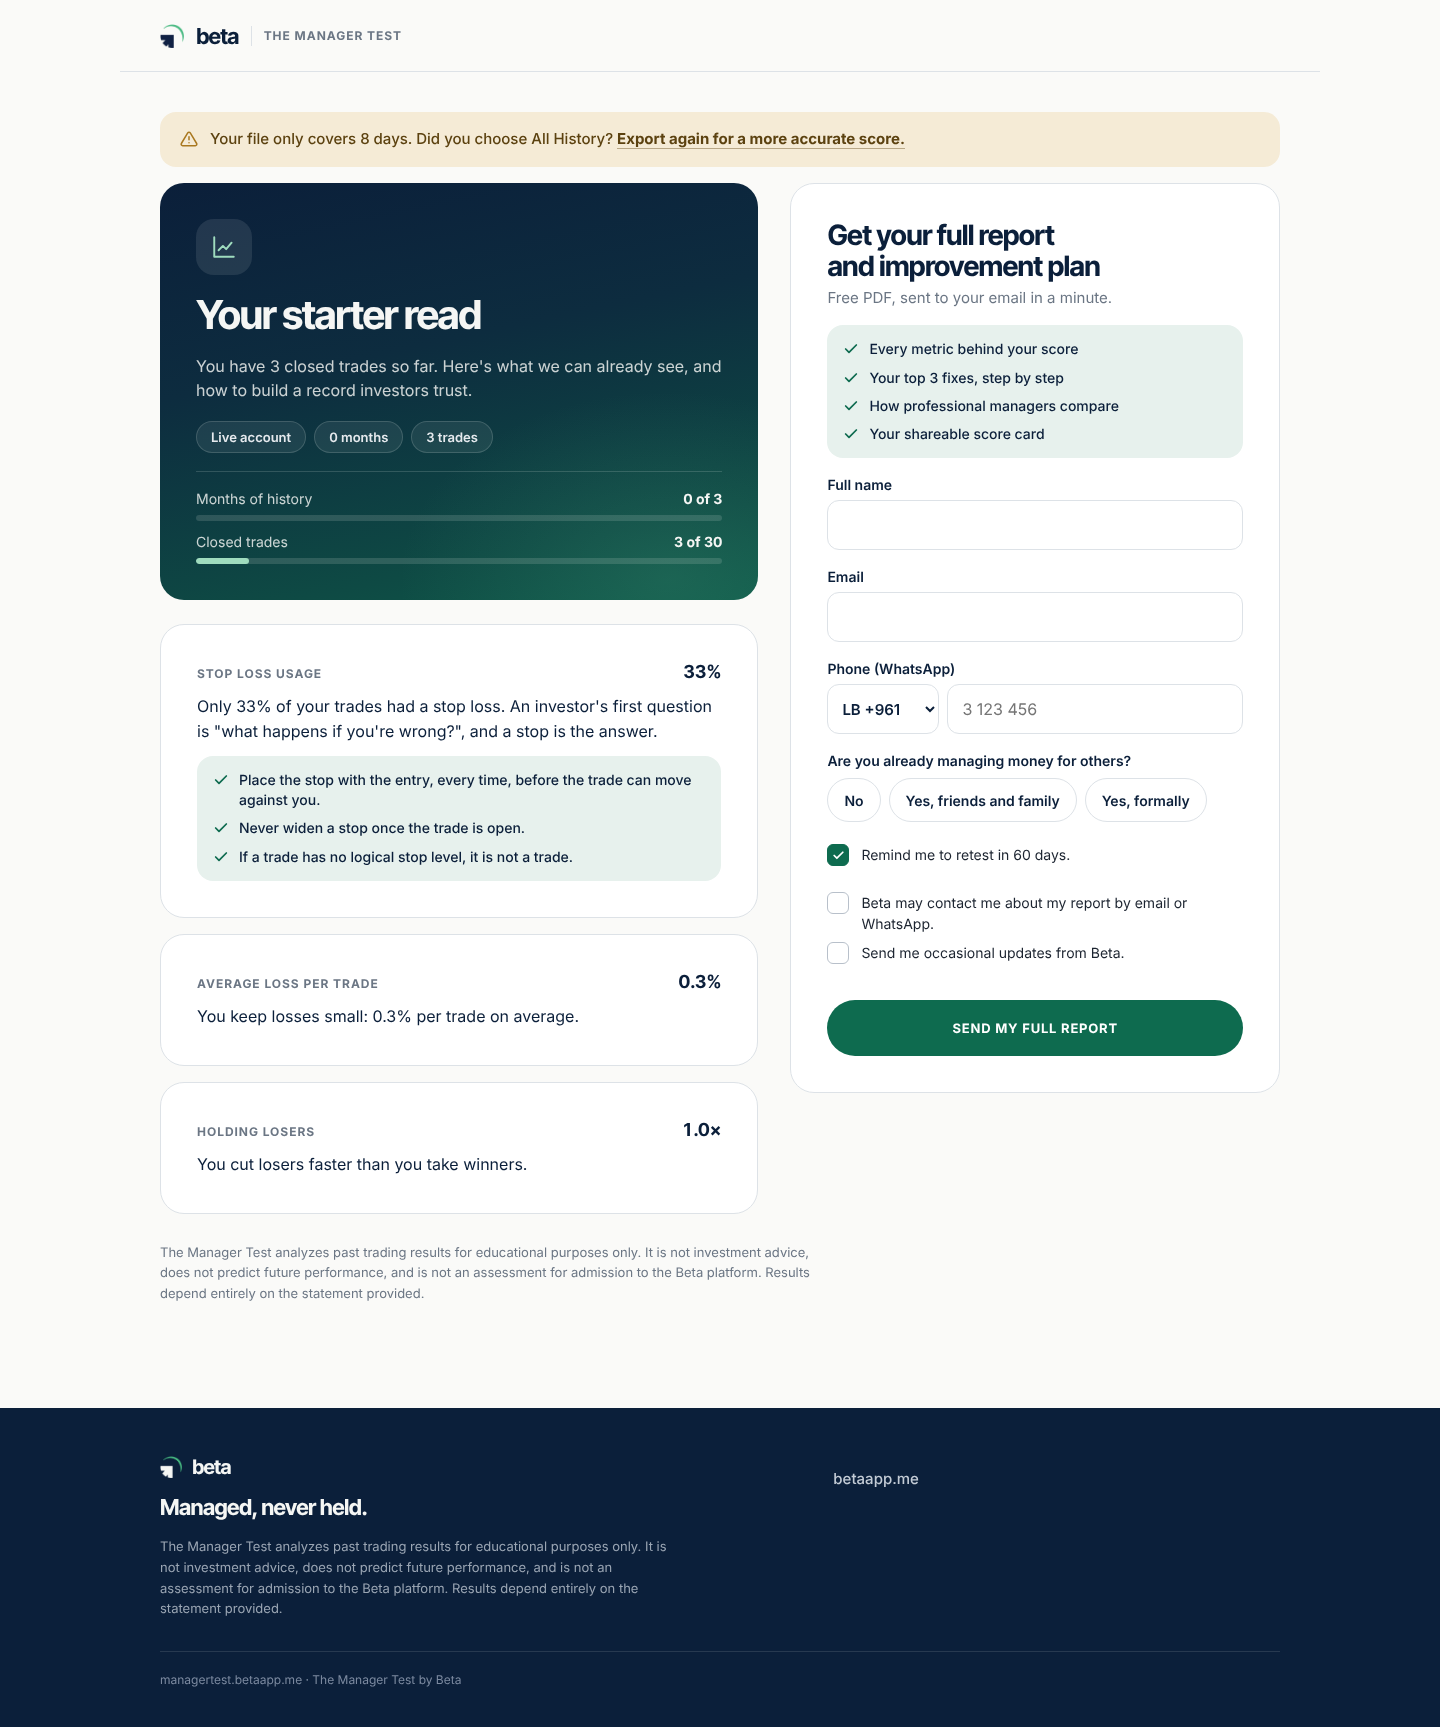 beta
THE MANAGER TEST
Your file only covers 8 days. Did you choose All History? Export again for a more accurate score.
Your starter read
You have 3 closed trades so far. Here's what we can already see, and
how to build a record investors trust.
Live account
0 months
3 trades
Months of history
0 of 3
Closed trades
3 of 30
STOP LOSS USAGE
33%
Only 33% of your trades had a stop loss. An investor's first question
is "what happens if you're wrong?", and a stop is the answer.
Place the stop with the entry, every time, before the trade can move
against you.
Never widen a stop once the trade is open.
If a trade has no logical stop level, it is not a trade.
AVERAGE LOSS PER TRADE
0.3%
You keep losses small: 0.3% per trade on average.
HOLDING LOSERS
1.0×
You cut losers faster than you take winners.
Get your full report
and improvement plan
Free PDF, sent to your email in a minute.
Every metric behind your score
Your top 3 fixes, step by step
How professional managers compare
Your shareable score card
Full name
Email
Phone (WhatsApp)
LB +961
3 123 456
Are you already managing money for others?
No
Yes, friends and family
Yes, formally
Remind me to retest in 60 days.
Beta may contact me about my report by email or
WhatsApp.
Send me occasional updates from Beta.
SEND MY FULL REPORT
The Manager Test analyzes past trading results for educational purposes only. It is not investment advice,
does not predict future performance, and is not an assessment for admission to the Beta platform. Results
depend entirely on the statement provided.
beta
Managed, never held.
The Manager Test analyzes past trading results for educational purposes only. It is
not investment advice, does not predict future performance, and is not an
assessment for admission to the Beta platform. Results depend entirely on the
statement provided.
betaapp.me
managertest.betaapp.me · The Manager Test by Beta